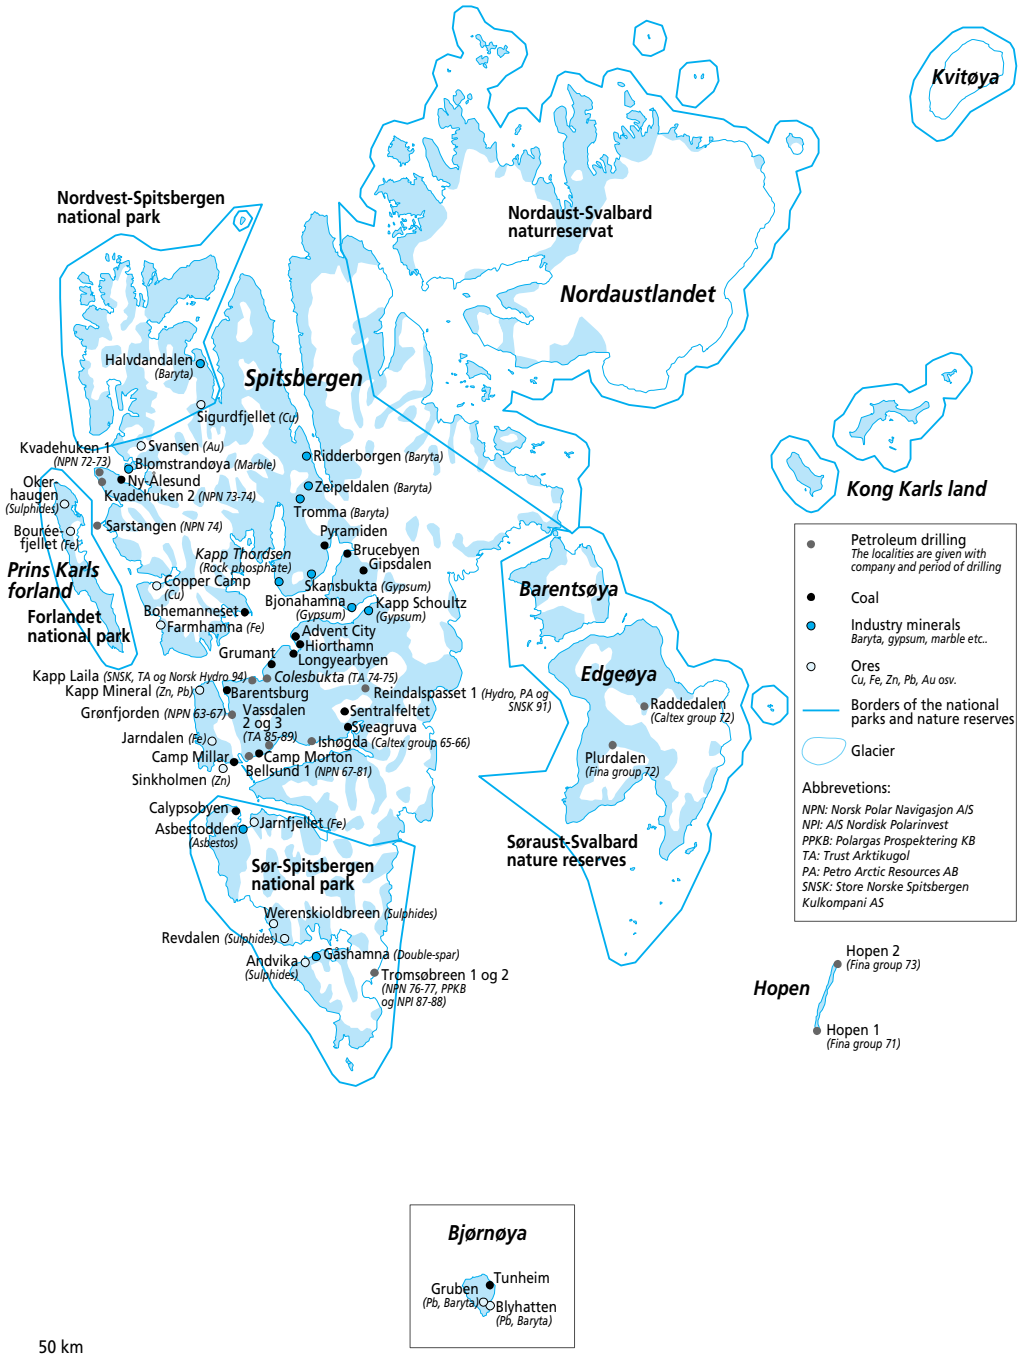 Kvitøya
Nordvest-Spitsbergen
national park
Nordaust-Svalbard
naturreservat
Nordaustlandet
Halvdandalen
(Baryta)
Spitsbergen
Sigurdfjellet (Cu)
Kvadehuken 1
(NPN 72-73)
Svansen (Au)
Blomstrandøya (Marble)
Ny-Ålesund
Kvadehuken 2 (NPN 73-74)
Ridderborgen (Baryta)
Zeipeldalen (Baryta)
Tromma (Baryta)
Oker-
haugen
(Sulphides)
Sarstangen (NPN 74)
Bourée-
fjellet (Fe)
Kong Karls land
Pyramiden
Brucebyen
Gipsdalen
Kapp Thordsen
(Rock phosphate)
Skansbukta (Gypsum)
Prins Karls
forland
Forlandet
national park
Copper Camp
(Cu)
Bohemanneset
Farmhamna (Fe)
Bjonahamna
(Gypsum)
Kapp Schoultz
(Gypsum)
Barentsøya
Advent City
Hiorthamn
Longyearbyen
Grumant
Colesbukta (TA 74-75)
Kapp Laila (SNSK, TA og Norsk Hydro 94)
Kapp Mineral (Zn, Pb)
Barentsburg
Reindalspasset 1 (Hydro, PA og
SNSK 91)
Edgeøya
Grønfjorden (NPN 63-67)
Vassdalen
2 og 3
(TA 85-89)
Sentralfeltet
Sveagruva
Raddedalen
(Caltex group 72)
Jarndalen (Fe)
Ishøgda (Caltex group 65-66)
Camp Millar
Camp Morton
Bellsund 1 (NPN 67-81)
Sinkholmen (Zn)
Plurdalen
(Fina group 72)
Calypsobyen
Jarnfjellet (Fe)
Asbestodden
(Asbestos)
Sør-Spitsbergen
national park
Søraust-Svalbard
nature reserves
Werenskioldbreen (Sulphides)
Revdalen (Sulphides)
Andvika
(Sulphides)
Gåshamna (Double-spar)
Tromsøbreen 1 og 2
(NPN 76-77, PPKB
og NPI 87-88)
Petroleum drilling
The localities are given with
company and period of drilling
Coal
Industry minerals
Baryta, gypsum, marble etc..
Ores
Cu, Fe, Zn, Pb, Au osv.
Borders of the national
parks and nature reserves
Glacier
Abbrevetions:
NPN: Norsk Polar Navigasjon A/S
NPI: A/S Nordisk Polarinvest
PPKB: Polargas Prospektering KB
TA: Trust Arktikugol
PA: Petro Arctic Resources AB
SNSK: Store Norske Spitsbergen
Kulkompani AS
Hopen 2
(Fina group 73)
Hopen
Hopen 1
(Fina group 71)
Bjørnøya
Tunheim
Gruben
(Pb, Baryta)
Blyhatten
(Pb, Baryta)
50 km